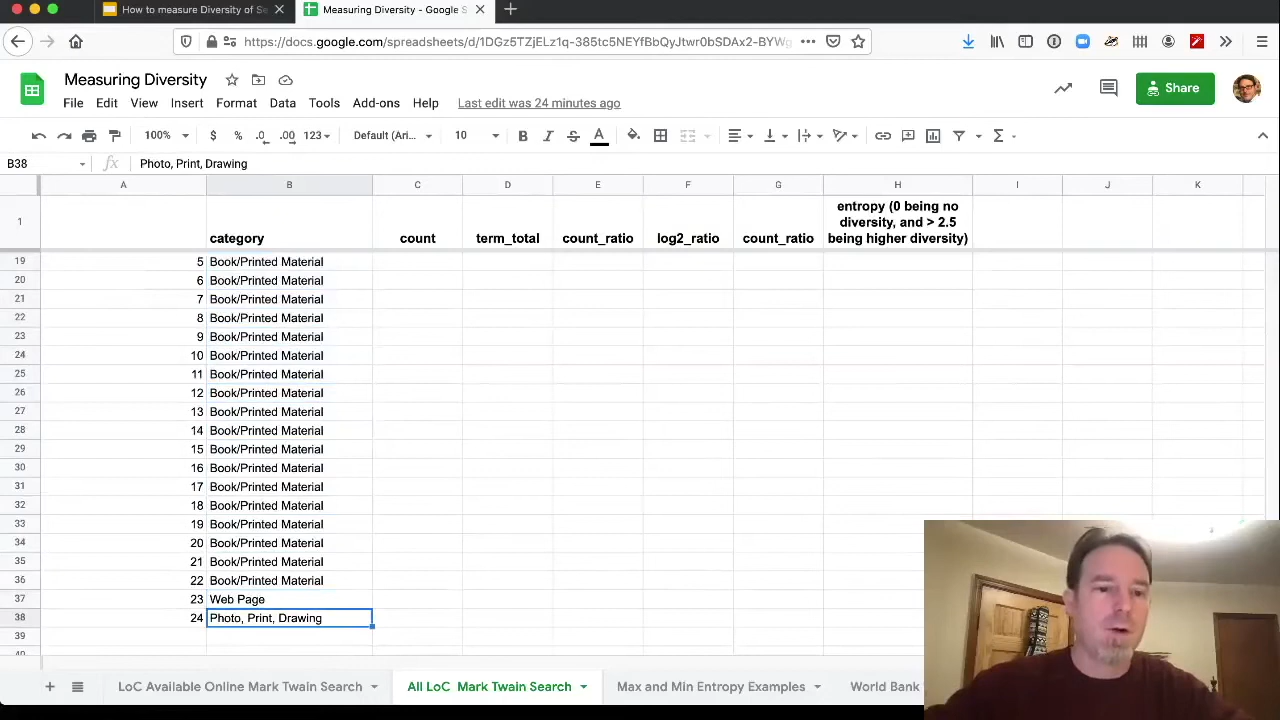 How to measure Diversity of Se
Measuring Diversity - Google S
https://docs.google.com/spreadsheets/d/1DGz5TZjELz1q-385tc5NEYfBbQyJtwr0bSDAx2-BYWg
Measuring Diversity
File Edit View Insert Format Data Tools Add-ons Help Last edit was 24 minutes ago
Share
100% $ % .0 .00 123 Default (Ari... 10 B I S A
B38 fx Photo, Print, Drawing
A B C D E F G H I J K
1 category count term_total count_ratio log2_ratio count_ratio
entropy (0 being no
diversity, and > 2.5
being higher diversity)
19 5 Book/Printed Material
20 6 Book/Printed Material
21 7 Book/Printed Material
22 8 Book/Printed Material
23 9 Book/Printed Material
24 10 Book/Printed Material
25 11 Book/Printed Material
26 12 Book/Printed Material
27 13 Book/Printed Material
28 14 Book/Printed Material
29 15 Book/Printed Material
30 16 Book/Printed Material
31 17 Book/Printed Material
32 18 Book/Printed Material
33 19 Book/Printed Material
34 20 Book/Printed Material
35 21 Book/Printed Material
36 22 Book/Printed Material
37 23 Web Page
38 24 Photo, Print, Drawing
39
LoC Available Online Mark Twain Search All LoC Mark Twain Search Max and Min Entropy Examples World Bank